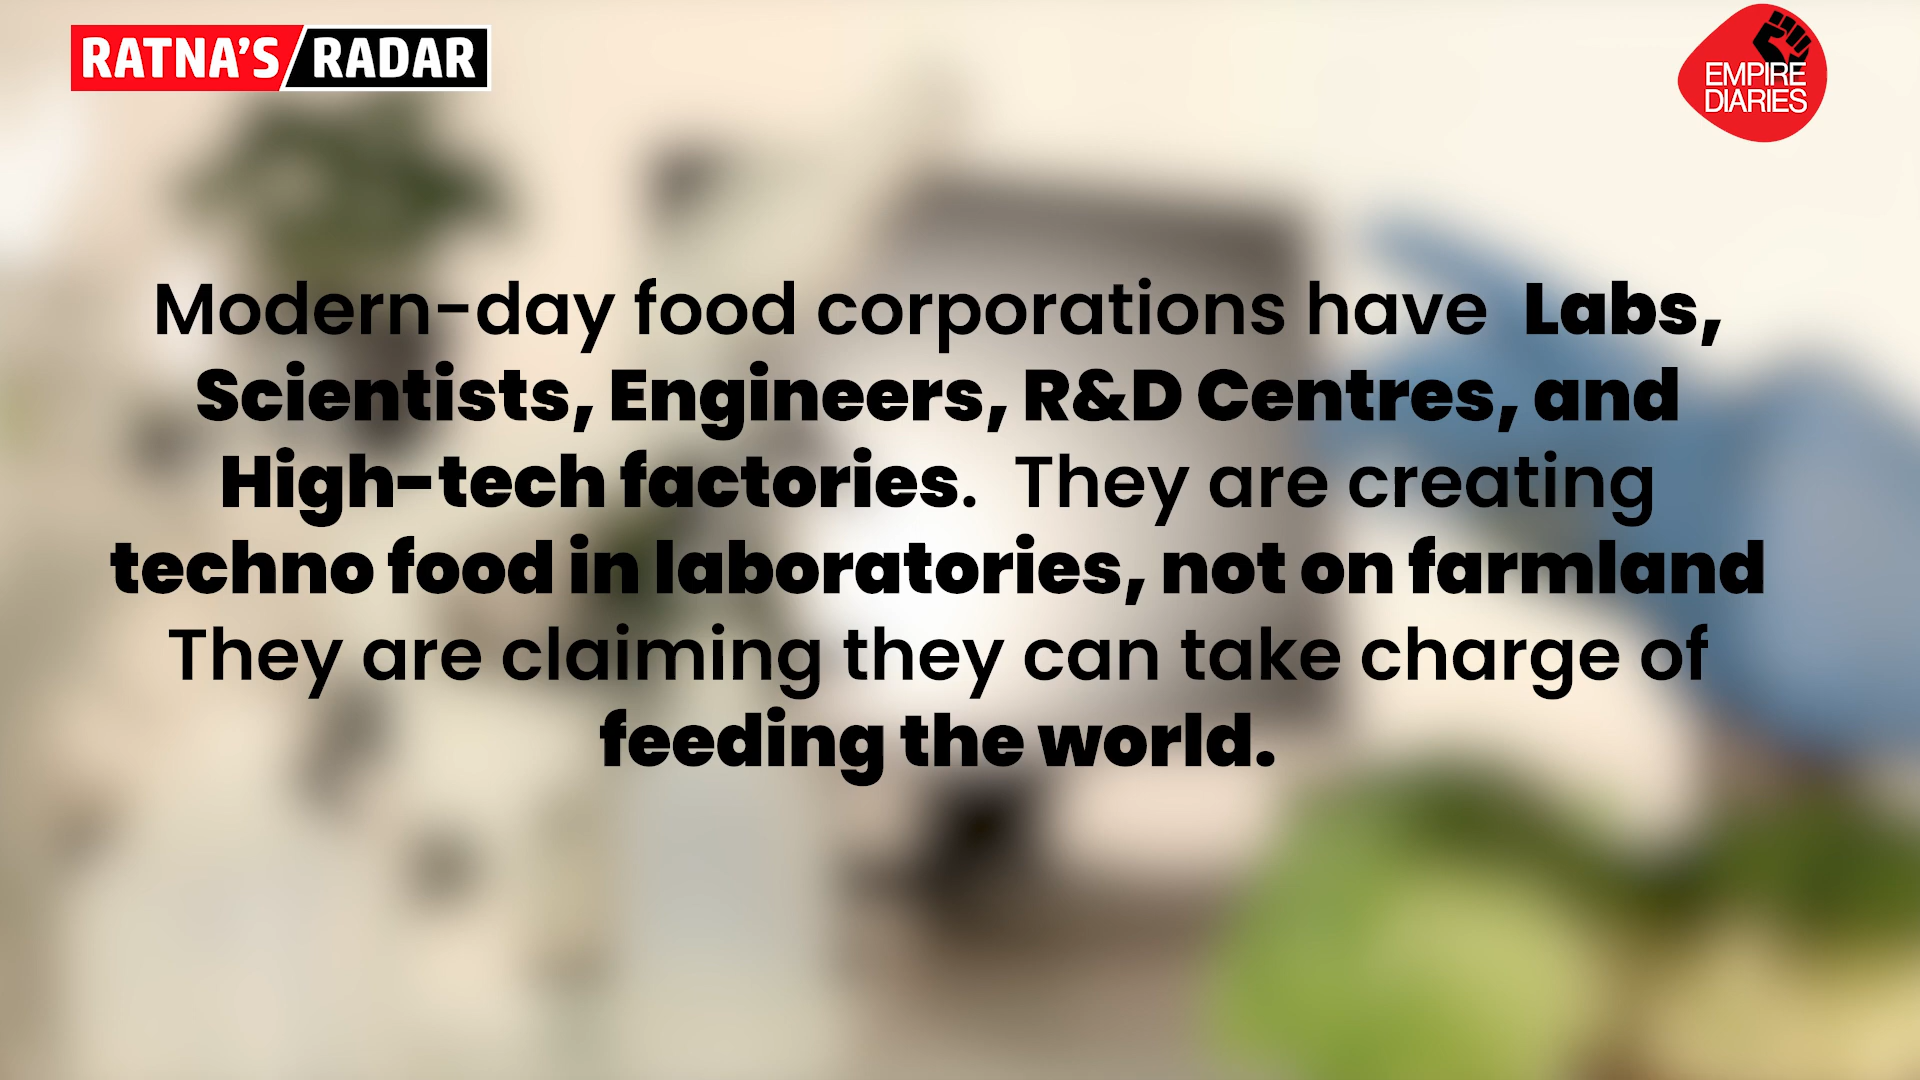 RATNA'S RADAR
EMPIRE
DIARIES
Modern-day food corporations have Labs,
Scientists, Engineers, R&D Centres, and
High-tech factories. They are creating
techno food in laboratories, not on farmland
They are claiming they can take charge of
feeding the world.